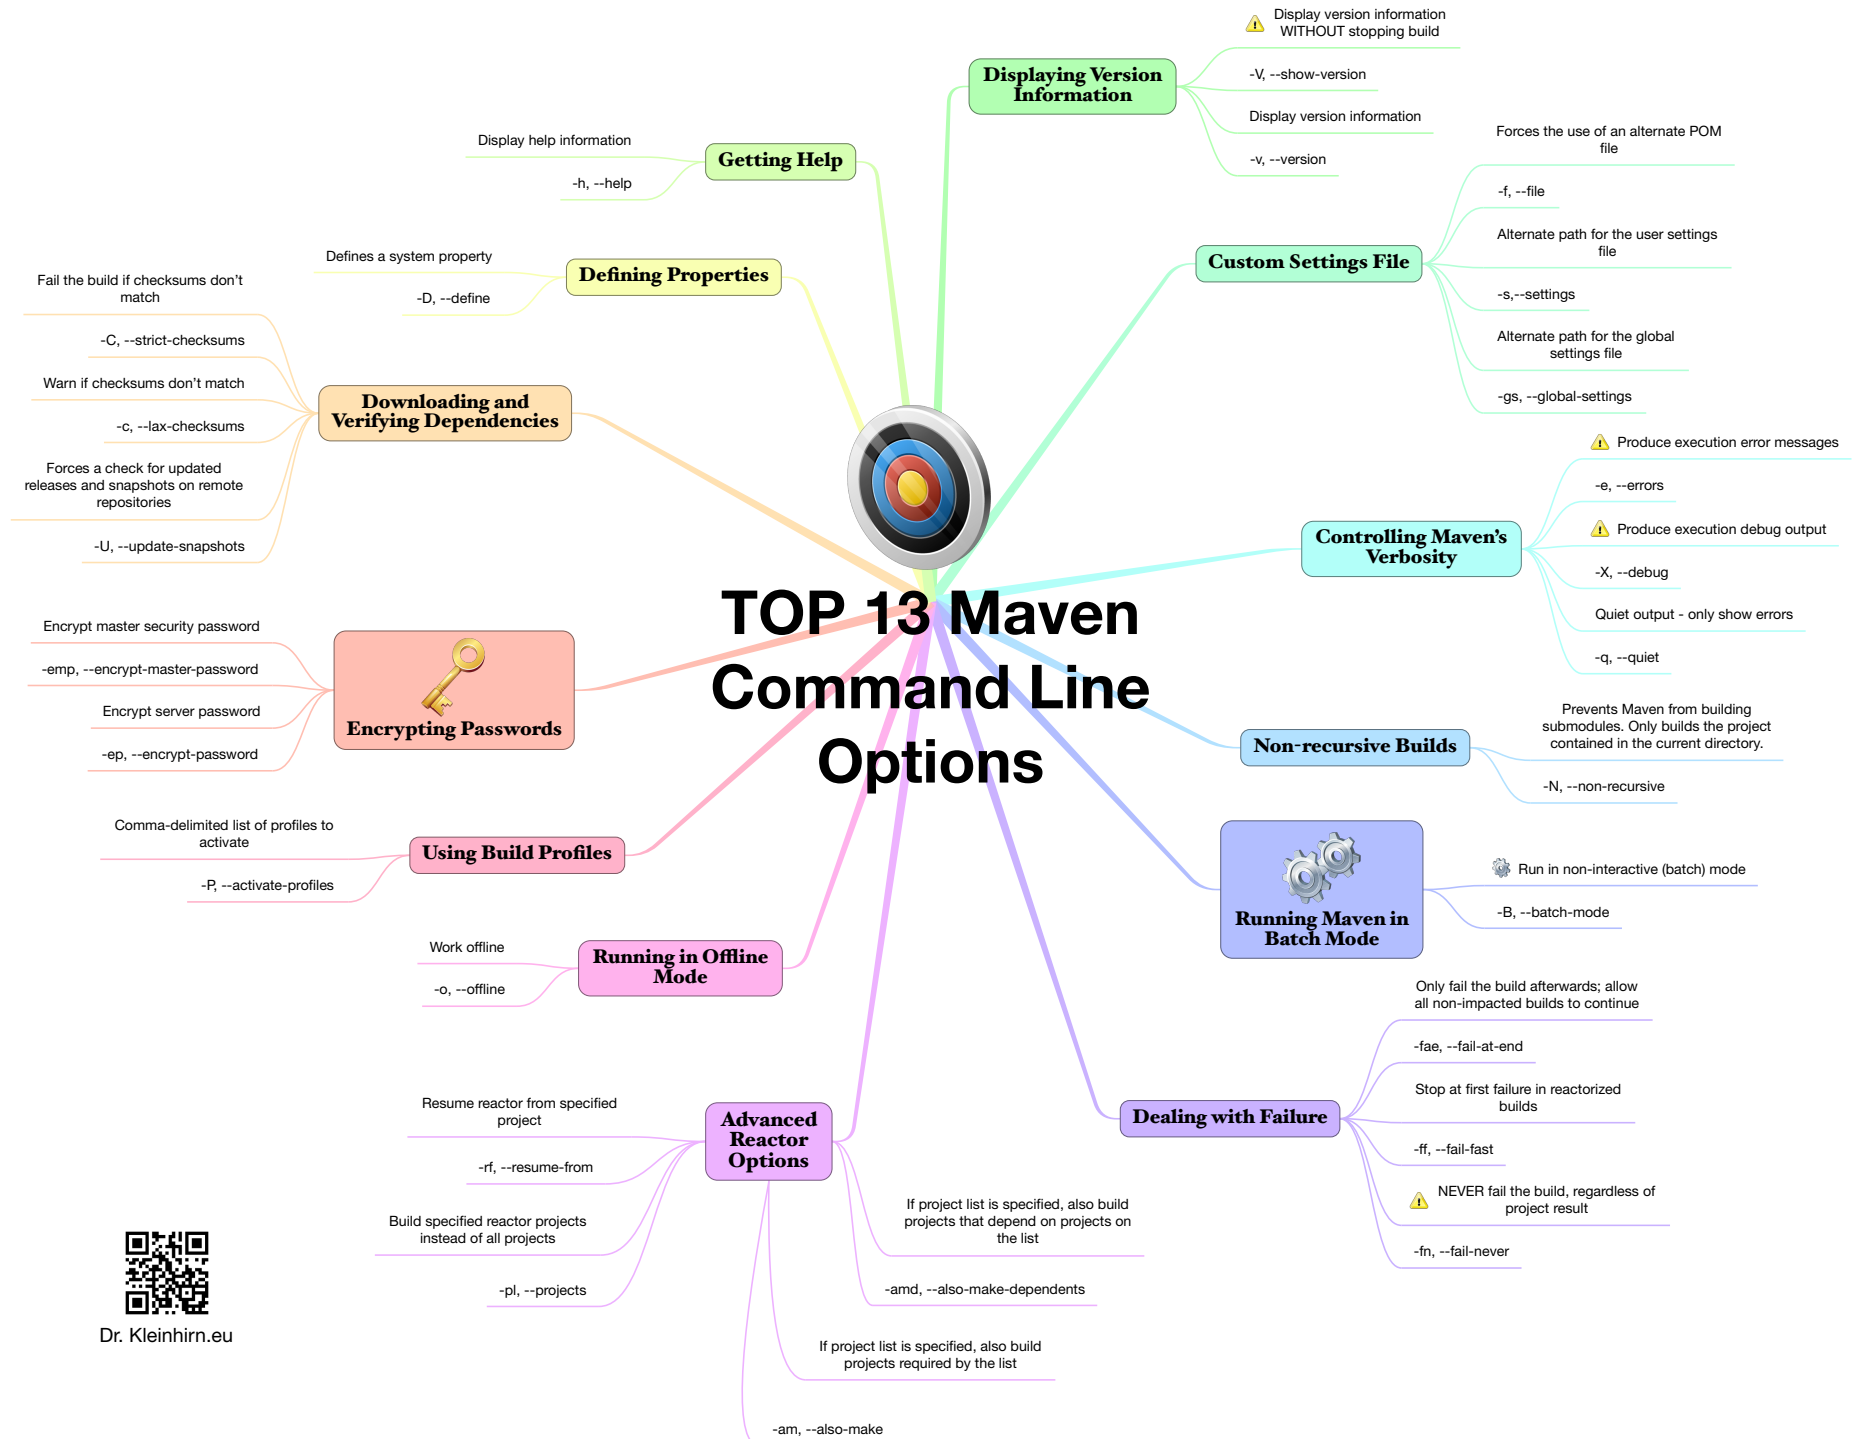 TOP 13 Maven
Command Line
Options
Displaying Version
Information
Display version information
WITHOUT stopping build
-V, --show-version
Display version information
-v, --version
Custom Settings File
Forces the use of an alternate POM
file
-f, --file
Alternate path for the user settings
file
-s,--settings
Alternate path for the global
settings file
-gs, --global-settings
Controlling Maven’s
Verbosity
Produce execution error messages
-e, --errors
Produce execution debug output
-X, --debug
Quiet output - only show errors
-q, --quiet
Non-recursive Builds
Prevents Maven from building
submodules. Only builds the project
contained in the current directory.
-N, --non-recursive
Running Maven in
Batch Mode
Run in non-interactive (batch) mode
-B, --batch-mode
Dealing with Failure
Only fail the build afterwards; allow
all non-impacted builds to continue
-fae, --fail-at-end
Stop at first failure in reactorized
builds
-ff, --fail-fast
NEVER fail the build, regardless of
project result
-fn, --fail-never
Advanced
Reactor
Options
If project list is specified, also build
projects that depend on projects on
the list
-amd, --also-make-dependents
If project list is specified, also build
projects required by the list
-am, --also-make
Resume reactor from specified
project
-rf, --resume-from
Build specified reactor projects
instead of all projects
-pl, --projects
Running in Offline
Mode
Work offline
-o, --offline
Using Build Profiles
Comma-delimited list of profiles to
activate
-P, --activate-profiles
Encrypting Passwords
Encrypt master security password
-emp, --encrypt-master-password
Encrypt server password
-ep, --encrypt-password
Downloading and
Verifying Dependencies
Fail the build if checksums don’t
match
-C, --strict-checksums
Warn if checksums don’t match
-c, --lax-checksums
Forces a check for updated
releases and snapshots on remote
repositories
-U, --update-snapshots
Defining Properties
Defines a system property
-D, --define
Getting Help
Display help information
-h, --help
Dr. Kleinhirn.eu